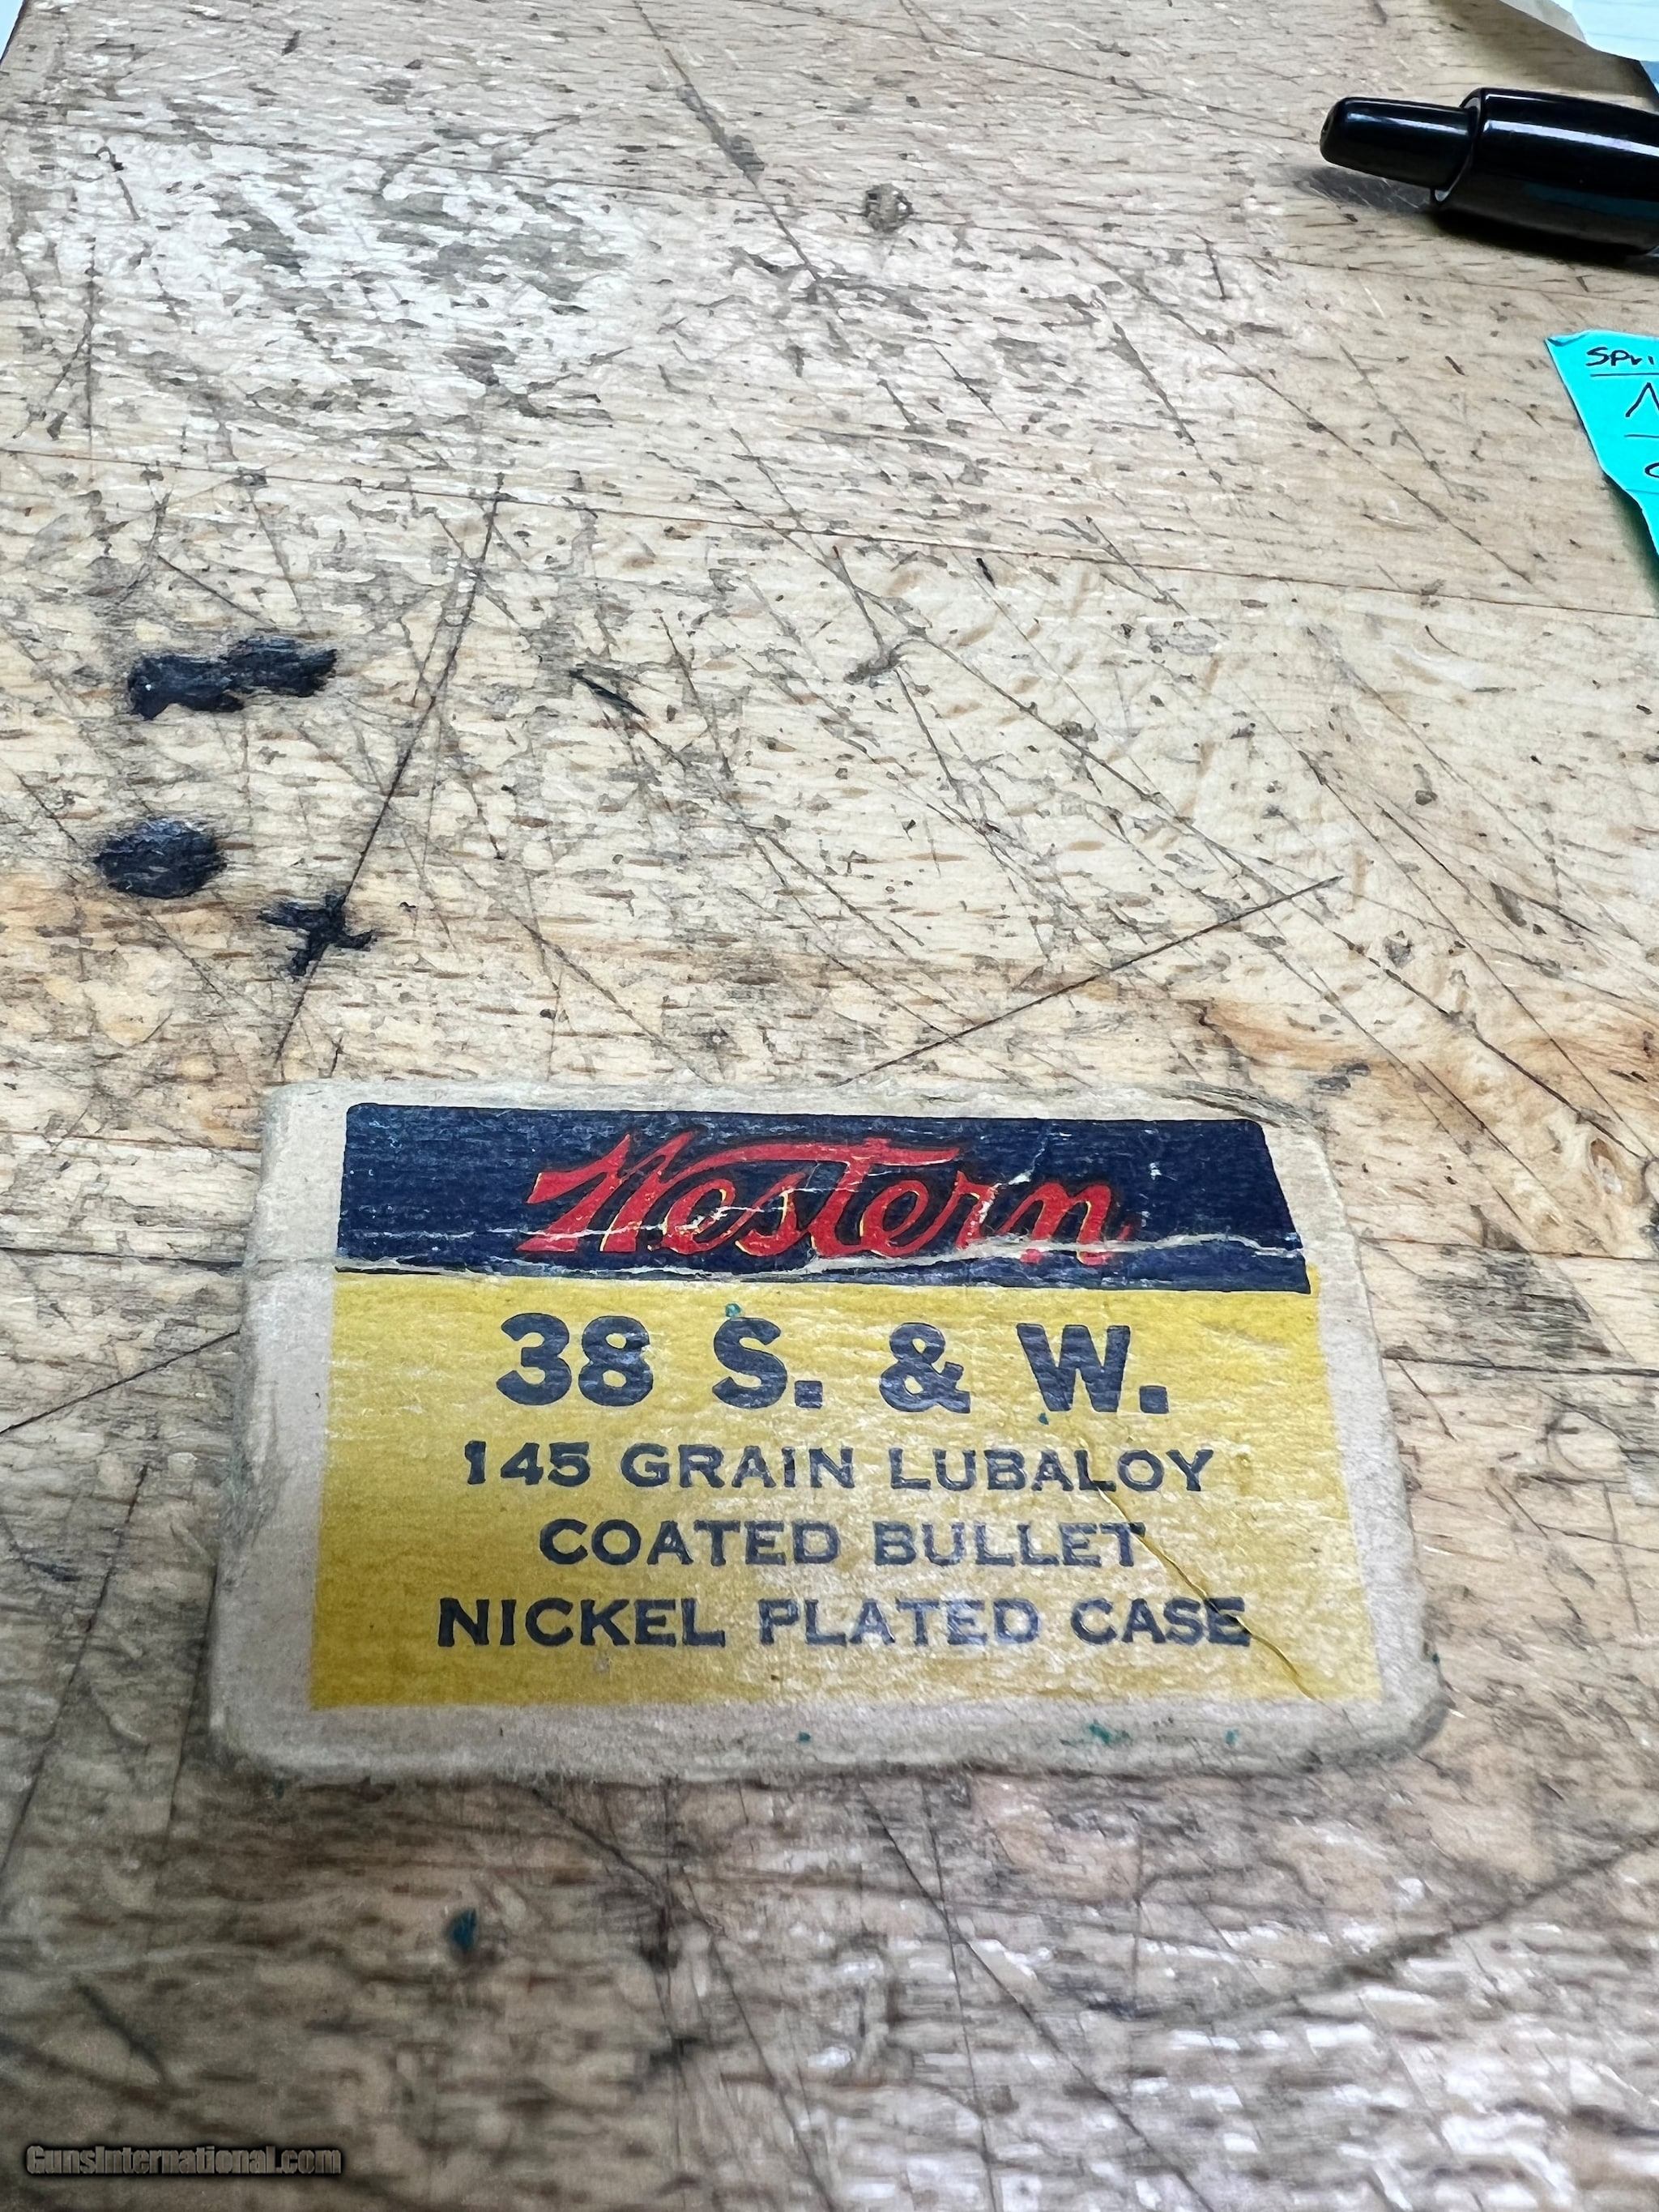 Western
38 S. & W.
145 GRAIN LUBALOY
COATED BULLET
NICKEL PLATED CASE
GunsInternational.com